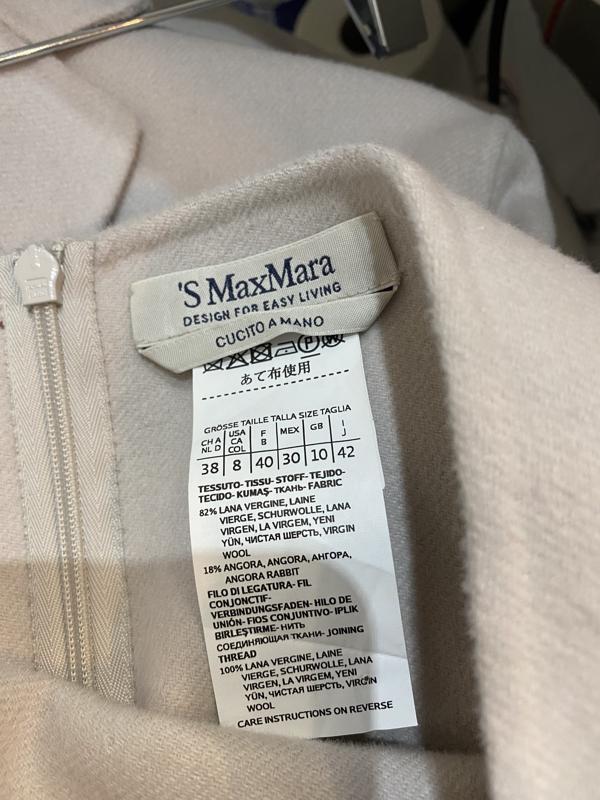 'S MaxMara
DESIGN FOR EASY LIVING
CUCITO A MANO
あて布使用
GRÖSSE TAILLE TALLA SIZE TAGLIA
CH A NL D | USA CA COL | F B | MEX | GB | I J
38 | 8 | 40 | 30 | 10 | 42
TESSUTO- TISSU- STOFF- TEJIDO-
TECIDO- KUMAŞ- ТКАНЬ- FABRIC
82% LANA VERGINE, LAINE
VIERGE, SCHURWOLLE, LANA
VIRGEN, LA VIRGEM, YENI
YÜN, ЧИСТАЯ ШЕРСТЬ, VIRGIN
WOOL
18% ANGORA, ANGORA, АНГОРА,
ANGORA RABBIT
FILO DI LEGATURA- FIL
CONJONCTIF-
VERBINDUNGSFADEN- HILO DE
UNIÓN- FIOS CONJUNTIVO- IPLIK
BIRLEŞTIRME- НИТЬ
СОЕДИНЯЮЩАЯ ТКАНИ- JOINING
THREAD
100% LANA VERGINE, LAINE
VIERGE, SCHURWOLLE, LANA
VIRGEN, LA VIRGEM, YENI
YÜN, ЧИСТАЯ ШЕРСТЬ, VIRGIN
WOOL
CARE INSTRUCTIONS ON REVERSE